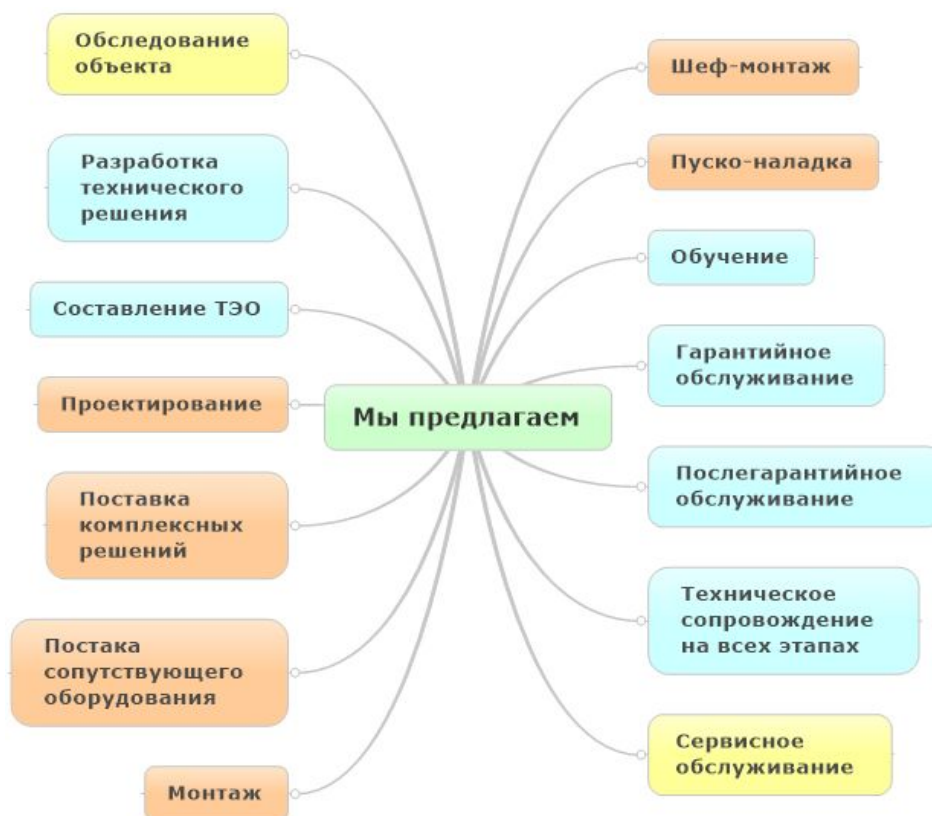 Обследование
объекта
Разработка
технического
решения
Составление ТЭО
Проектирование
Поставка
комплексных
решений
Постака
сопутствующего
оборудования
Монтаж
Мы предлагаем
Шеф-монтаж
Пуско-наладка
Обучение
Гарантийное
обслуживание
Послегарантийное
обслуживание
Техническое
сопровождение
на всех этапах
Сервисное
обслуживание